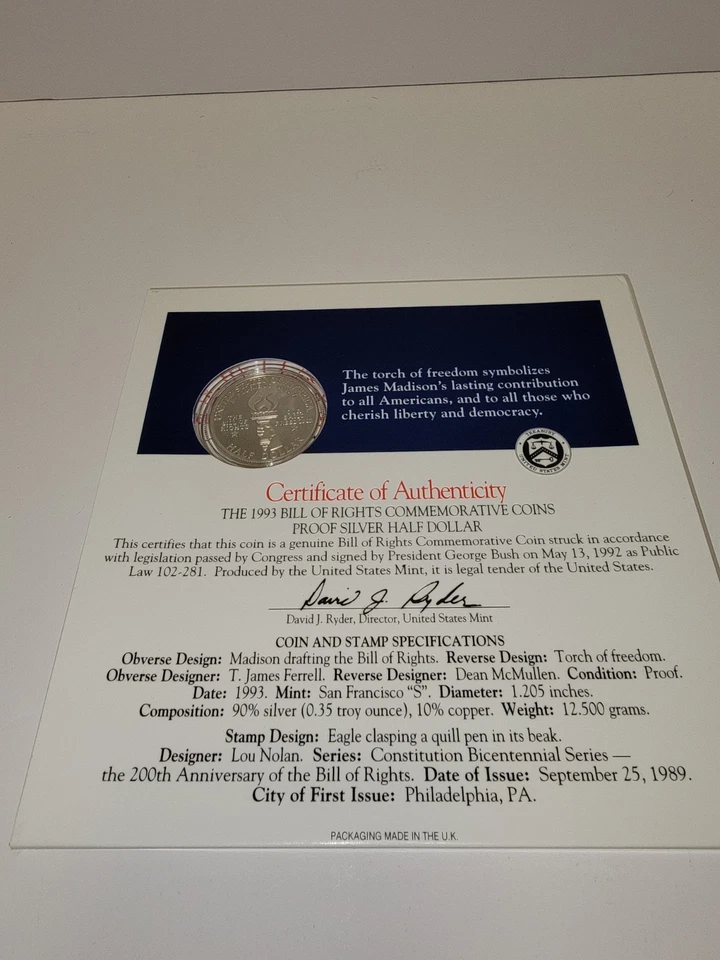 The torch of freedom symbolizes
James Madison's lasting contribution
to all Americans, and to all those who
cherish liberty and democracy.
HALF DOLLAR
TREASURY
UNITED STATES MINT
Certificate of Authenticity
THE 1993 BILL OF RIGHTS COMMEMORATIVE COINS
PROOF SILVER HALF DOLLAR
This certifies that this coin is a genuine Bill of Rights Commemorative Coin struck in accordance
with legislation passed by Congress and signed by President George Bush on May 13, 1992 as Public
Law 102-281. Produced by the United States Mint, it is legal tender of the United States.
David J. Ryder
David J. Ryder, Director, United States Mint
COIN AND STAMP SPECIFICATIONS
Obverse Design: Madison drafting the Bill of Rights. Reverse Design: Torch of freedom.
Obverse Designer: T. James Ferrell. Reverse Designer: Dean McMullen. Condition: Proof.
Date: 1993. Mint: San Francisco "S". Diameter: 1.205 inches.
Composition: 90% silver (0.35 troy ounce), 10% copper. Weight: 12.500 grams.
Stamp Design: Eagle clasping a quill pen in its beak.
Designer: Lou Nolan. Series: Constitution Bicentennial Series —
the 200th Anniversary of the Bill of Rights. Date of Issue: September 25, 1989.
City of First Issue: Philadelphia, PA.
PACKAGING MADE IN THE U.K.